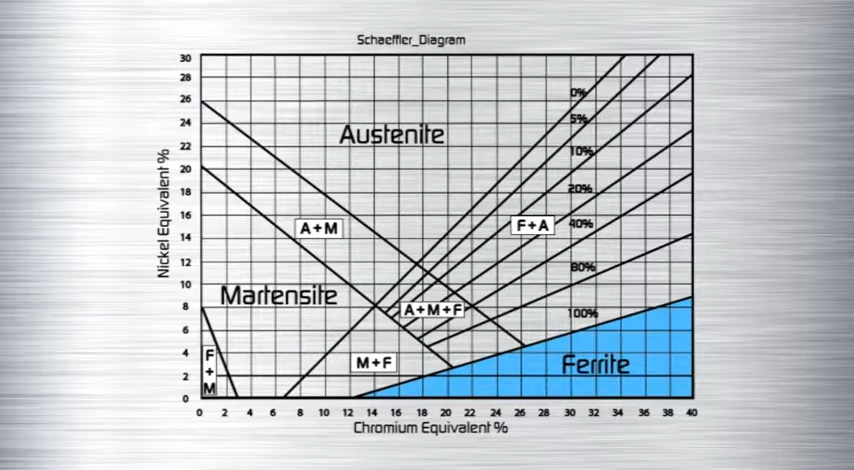 Schaeffler_Diagram
Nickel Equivalent %
30
28
26
24
22
20
18
16
14
12
10
8
6
4
2
0
Austenite
0%
5%
10%
20%
40%
80%
100%
A+M
F+A
Martensite
A+M+F
M+F
F
+
M
Ferrite
0 2 4 6 8 10 12 14 16 18 20 22 24 26 28 30 32 34 36 38 40
Chromium Equivalent %